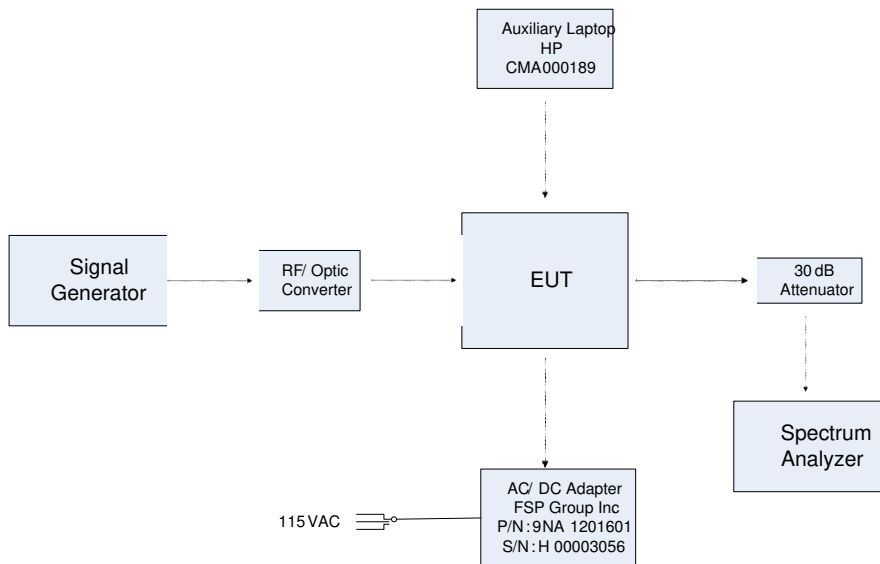 Auxiliary Laptop
HP
CMA000189
Signal
Generator
RF/ Optic
Converter
EUT
30 dB
Attenuator
Spectrum
Analyzer
AC/ DC Adapter
FSP Group Inc
P/N: 9NA 1201601
S/N: H 00003056
115 VAC